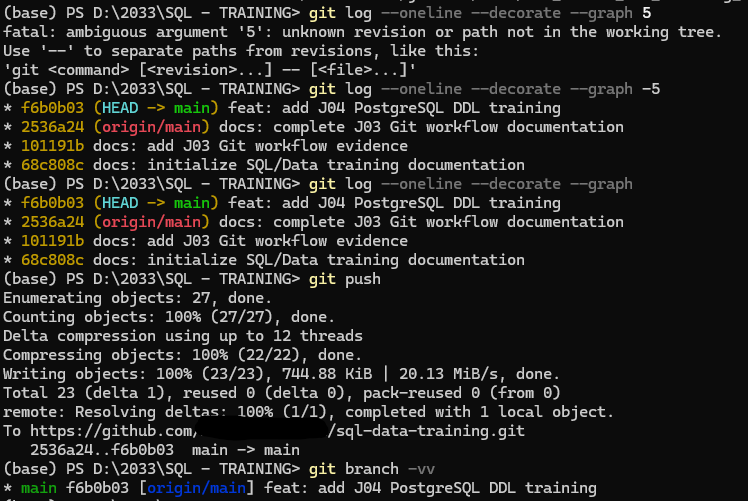 (base) PS D:\2033\SQL - TRAINING> git log --oneline --decorate --graph 5
fatal: ambiguous argument '5': unknown revision or path not in the working tree.
Use '--' to separate paths from revisions, like this:
'git <command> [<revision>...] -- [<file>...]'
(base) PS D:\2033\SQL - TRAINING> git log --oneline --decorate --graph -5
* f6b0b03 (HEAD -> main) feat: add J04 PostgreSQL DDL training
* 2536a24 (origin/main) docs: complete J03 Git workflow documentation
* 101191b docs: add J03 Git workflow evidence
* 68c808c docs: initialize SQL/Data training documentation
(base) PS D:\2033\SQL - TRAINING> git log --oneline --decorate --graph
* f6b0b03 (HEAD -> main) feat: add J04 PostgreSQL DDL training
* 2536a24 (origin/main) docs: complete J03 Git workflow documentation
* 101191b docs: add J03 Git workflow evidence
* 68c808c docs: initialize SQL/Data training documentation
(base) PS D:\2033\SQL - TRAINING> git push
Enumerating objects: 27, done.
Counting objects: 100% (27/27), done.
Delta compression using up to 12 threads
Compressing objects: 100% (22/22), done.
Writing objects: 100% (23/23), 744.88 KiB | 20.13 MiB/s, done.
Total 23 (delta 1), reused 0 (delta 0), pack-reused 0 (from 0)
remote: Resolving deltas: 100% (1/1), completed with 1 local object.
To https://github.com/ /sql-data-training.git
   2536a24..f6b0b03  main -> main
(base) PS D:\2033\SQL - TRAINING> git branch -vv
* main f6b0b03 [origin/main] feat: add J04 PostgreSQL DDL training